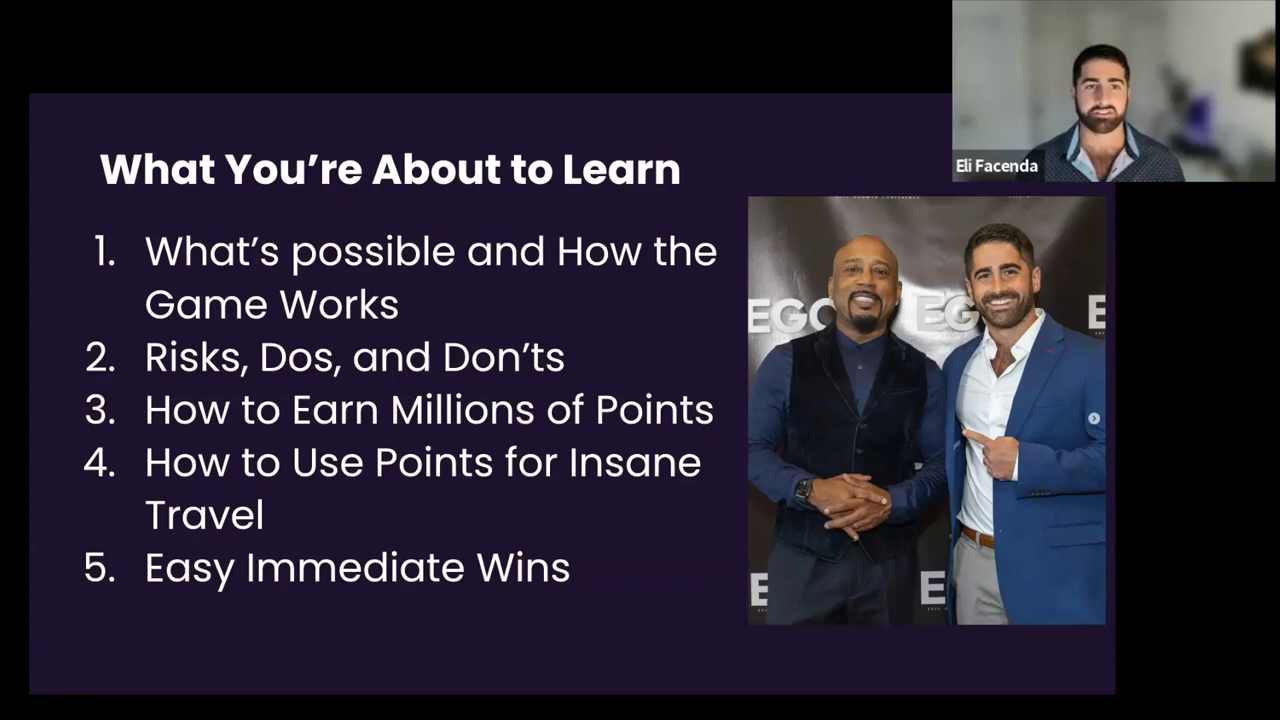 Eli Facenda
What You're About to Learn
1. What's possible and How the
Game Works
2. Risks, Dos, and Don'ts
3. How to Earn Millions of Points
4. How to Use Points for Insane
Travel
5. Easy Immediate Wins
EGC
EG
E
E
E